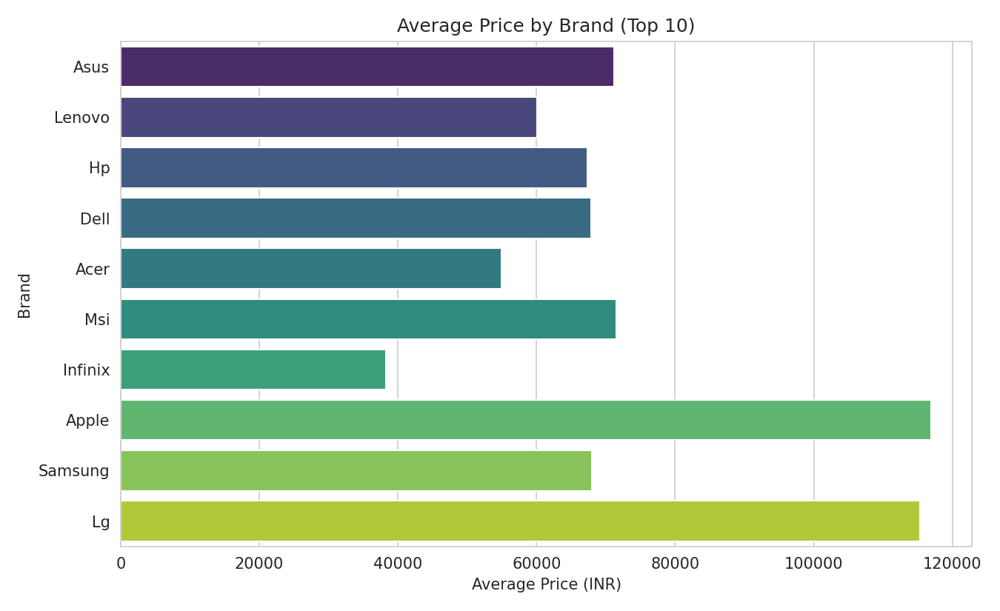 Average Price by Brand (Top 10)
Asus
Lenovo
Hp
Dell
Acer
Msi
Infinix
Apple
Samsung
Lg
Brand
0 20000 40000 60000 80000 100000 120000
Average Price (INR)